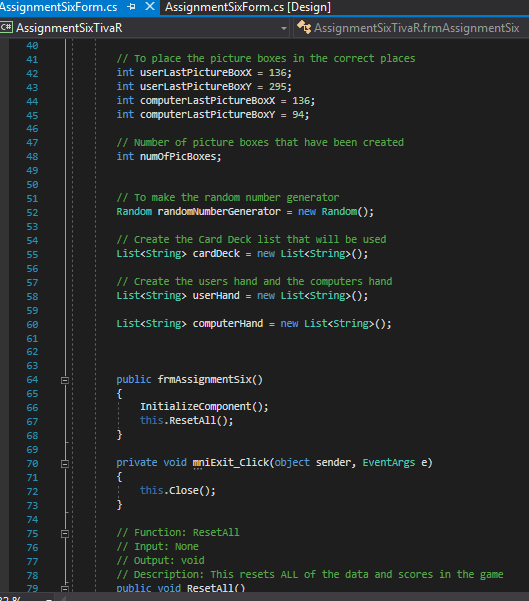 AssignmentSixForm.cs
AssignmentSixForm.cs [Design]
C# AssignmentSixTivaR
AssignmentSixTivaR.frmAssignmentSix
40
41 // To place the picture boxes in the correct places
42 int userLastPictureBoxX = 136;
43 int userLastPictureBoxY = 295;
44 int computerLastPictureBoxX = 136;
45 int computerLastPictureBoxY = 94;
46
47 // Number of picture boxes that have been created
48 int numOfPicBoxes;
49
50
51 // To make the random number generator
52 Random randomNumberGenerator = new Random();
53
54 // Create the Card Deck list that will be used
55 List<String> cardDeck = new List<String>();
56
57 // Create the users hand and the computers hand
58 List<String> userHand = new List<String>();
59
60 List<String> computerHand = new List<String>();
61
62
63
64 public frmAssignmentSix()
65 {
66 InitializeComponent();
67 this.ResetAll();
68 }
69
70 private void mniExit_Click(object sender, EventArgs e)
71 {
72 this.Close();
73 }
74
75 // Function: ResetAll
76 // Input: None
77 // Output: void
78 // Description: This resets ALL of the data and scores in the game
79 public void ResetAll()